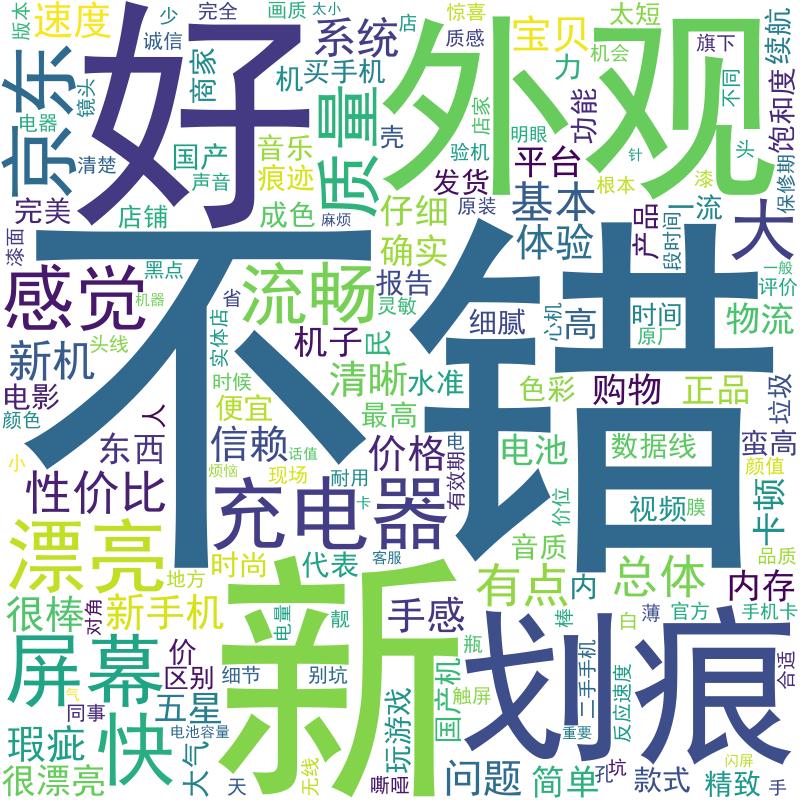 版本
速度
少
完全
诚信
画质
太小
店
系统
惊喜
质感
宝贝
太短
机会
旗下
续航
京东
镜头
电器
清楚
好
商家
机
买手机
质量
壳
外观
店家
力
功能
不同
饱和度
国产
声音
音乐
痕迹
验机
明眼
平台
针
头
保修期
完美
店铺
成色
麻烦
仔细
发货
原装
基本
根本
漆
产品
一流
段时间
大
漆面
黑点
感觉
机器
不错
省
实体店
流畅
确实
报告
灵敏
体验
细腻
心机
高
时间
原厂
一般
评价
物流
新机
头线
电影
颜色
人
机子
民
时候
便宜
清晰
水准
最高
色彩
购物
正品
垃圾
东西
小
信赖
话值
烦恼
现场
耐用
价格
卡
电
有效期
电池
价位
数据线
视频
膜
蛮高
颜值
卡顿
品质
性价比
充电器
漂亮
时尚
地方
代表
客服
音质
有点
内
总体
内存
很棒
对角
新手机
新
电量
靓
手感
瓶
棒
白
薄
官方
手机卡
划痕
合适
屏幕
气
同事
价
区别
细节
别坑
五星
快
玩游戏
国产机
触屏
二手手机
重要
反应速度
瑕疵
大气
电池容量
很漂亮
天
无线
嘶哑
问题
简单
孔
坑
款式
闪屏
精致
手